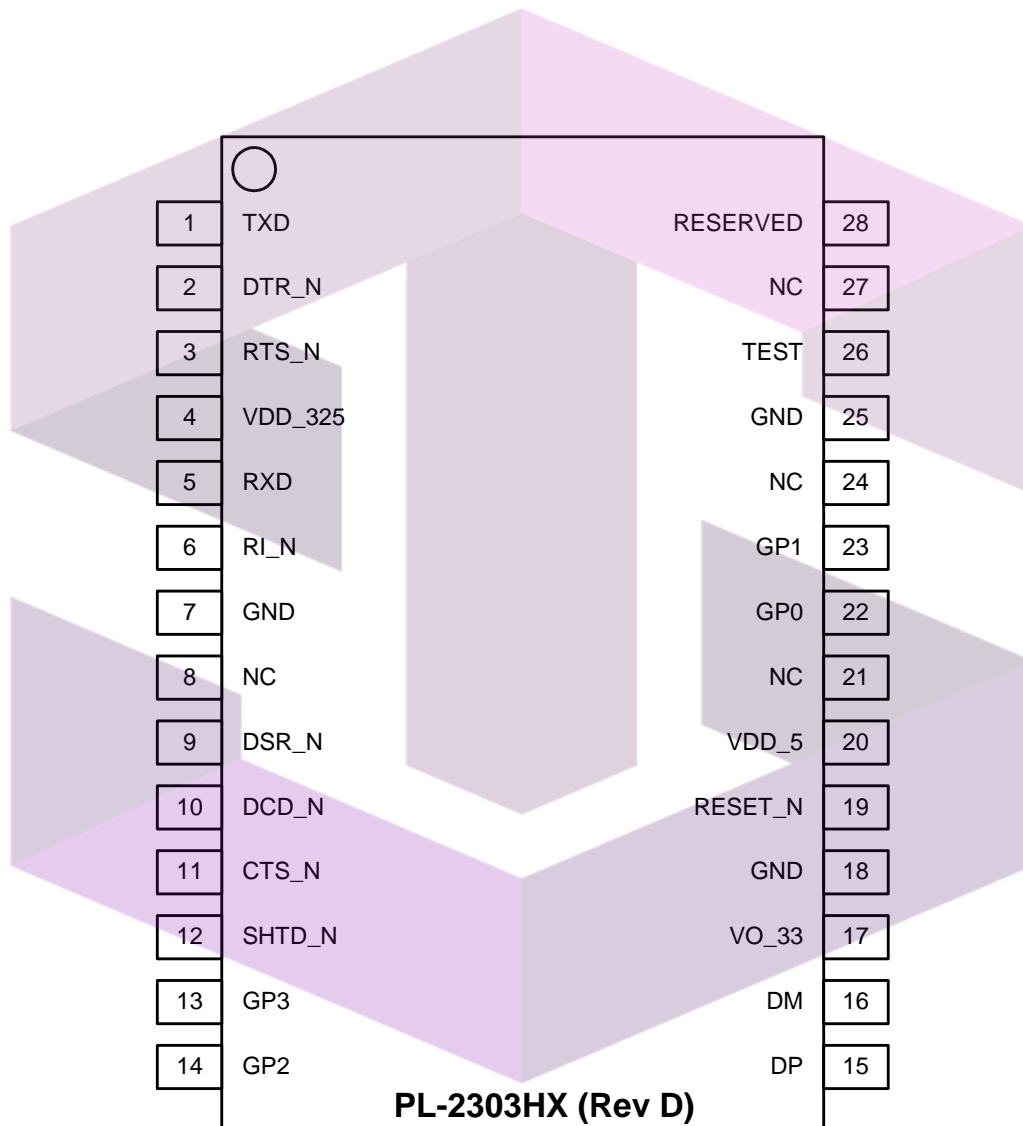 1 TXD RESERVED 28
2 DTR_N NC 27
3 RTS_N TEST 26
4 VDD_325 GND 25
5 RXD NC 24
6 RI_N GP1 23
7 GND GP0 22
8 NC NC 21
9 DSR_N VDD_5 20
10 DCD_N RESET_N 19
11 CTS_N GND 18
12 SHTD_N VO_33 17
13 GP3 DM 16
14 GP2 DP 15
PL-2303HX (Rev D)